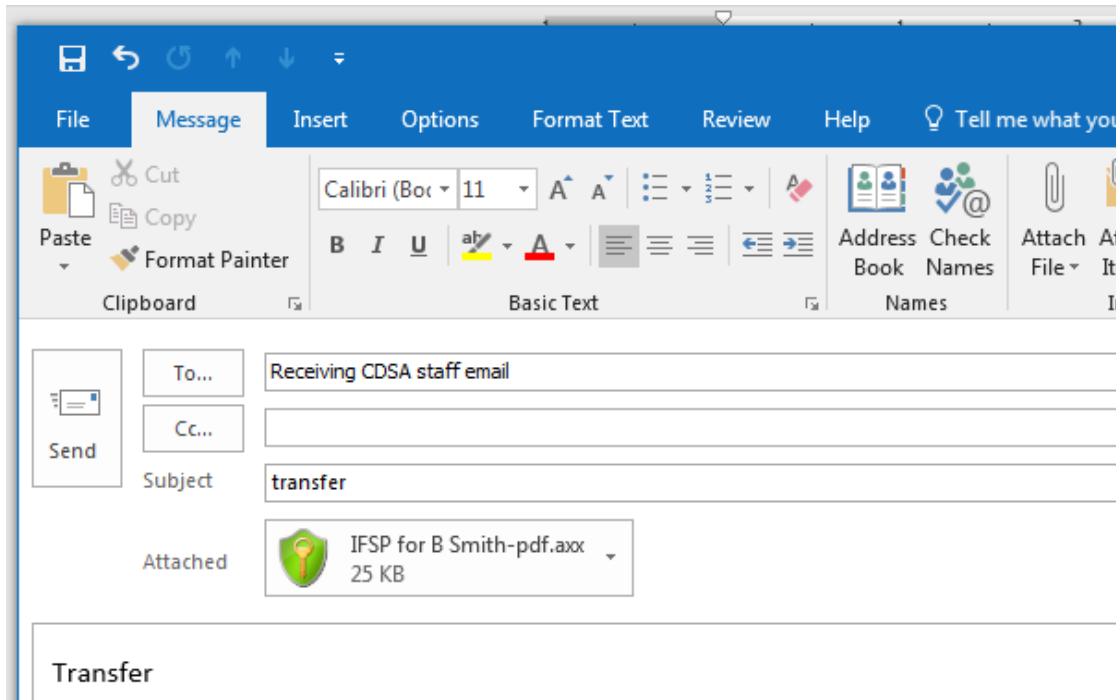 File Message Insert Options Format Text Review Help Tell me what you
Cut
Copy
Paste
Format Painter
Clipboard
Calibri (Boc 11
B I U aby A
Basic Text
Address Book
Check Names
Names
Attach File
Send
To... Receiving CDSA staff email
Cc...
Subject transfer
Attached IFSP for B Smith-pdf.axx
25 KB
Transfer